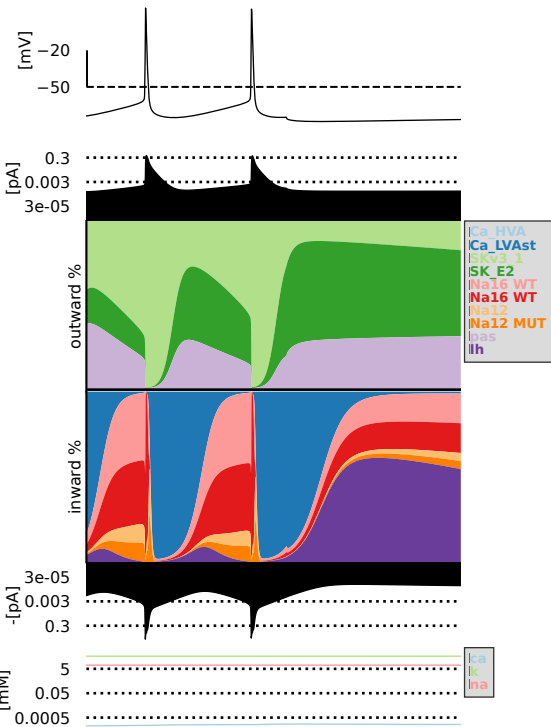 [mV]
−20
−50
[pA]
0.3
0.003
3e-05
outward %
Ca_HVA
Ca_LVAst
SKv3_1
SK_E2
Na16 WT
Na16 WT
Na12
Na12 MUT
pas
Ih
inward %
-[pA]
3e-05
0.003
0.3
[mM]
5
0.05
0.0005
ca
k
na